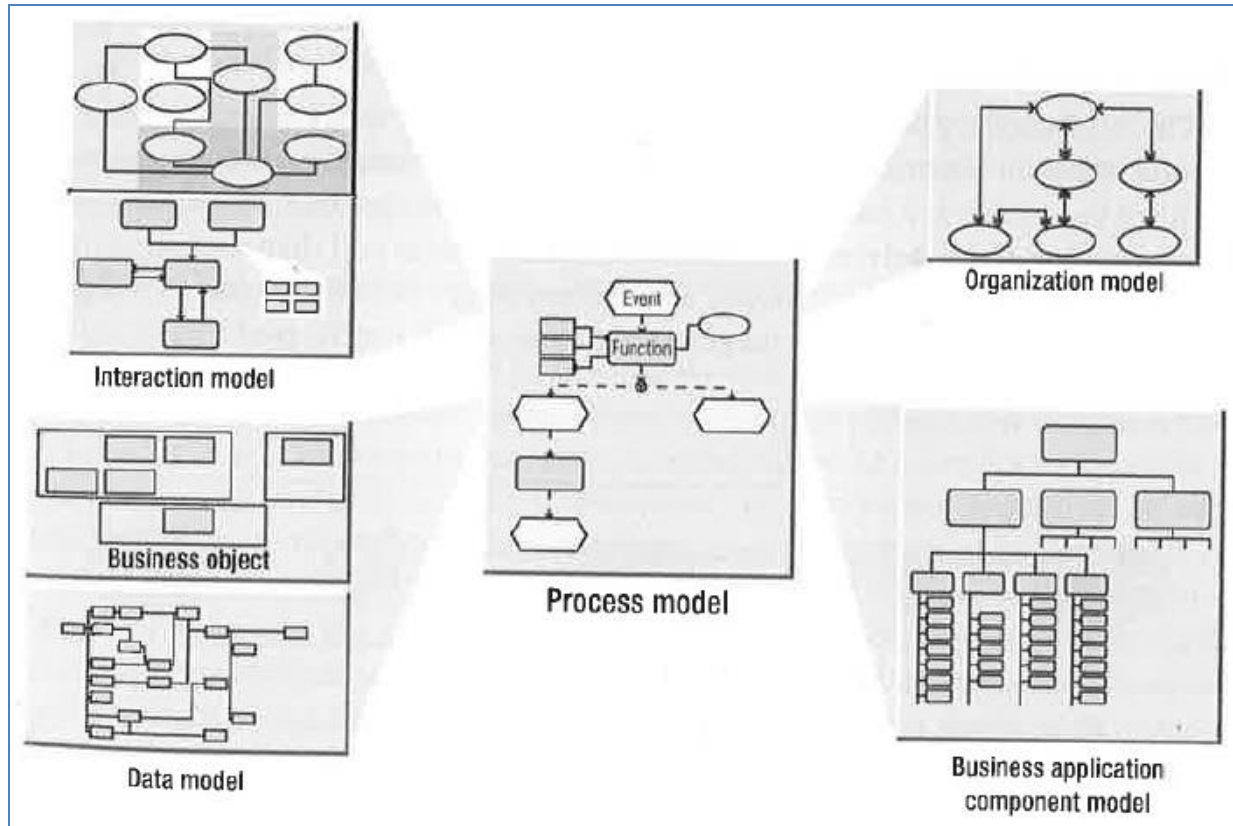 Interaction model
Business object
Data model
Event
Function
Process model
Organization model
Business application
component model